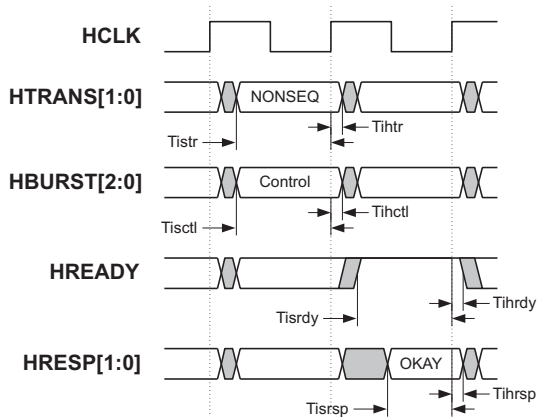 HCLK
HTRANS[1:0]
NONSEQ
Tistr
Tihtr
HBURST[2:0]
Control
Tisctl
Tihctl
HREADY
Tisrdy
Tihrdy
HRESP[1:0]
OKAY
Tisrsp
Tihrsp